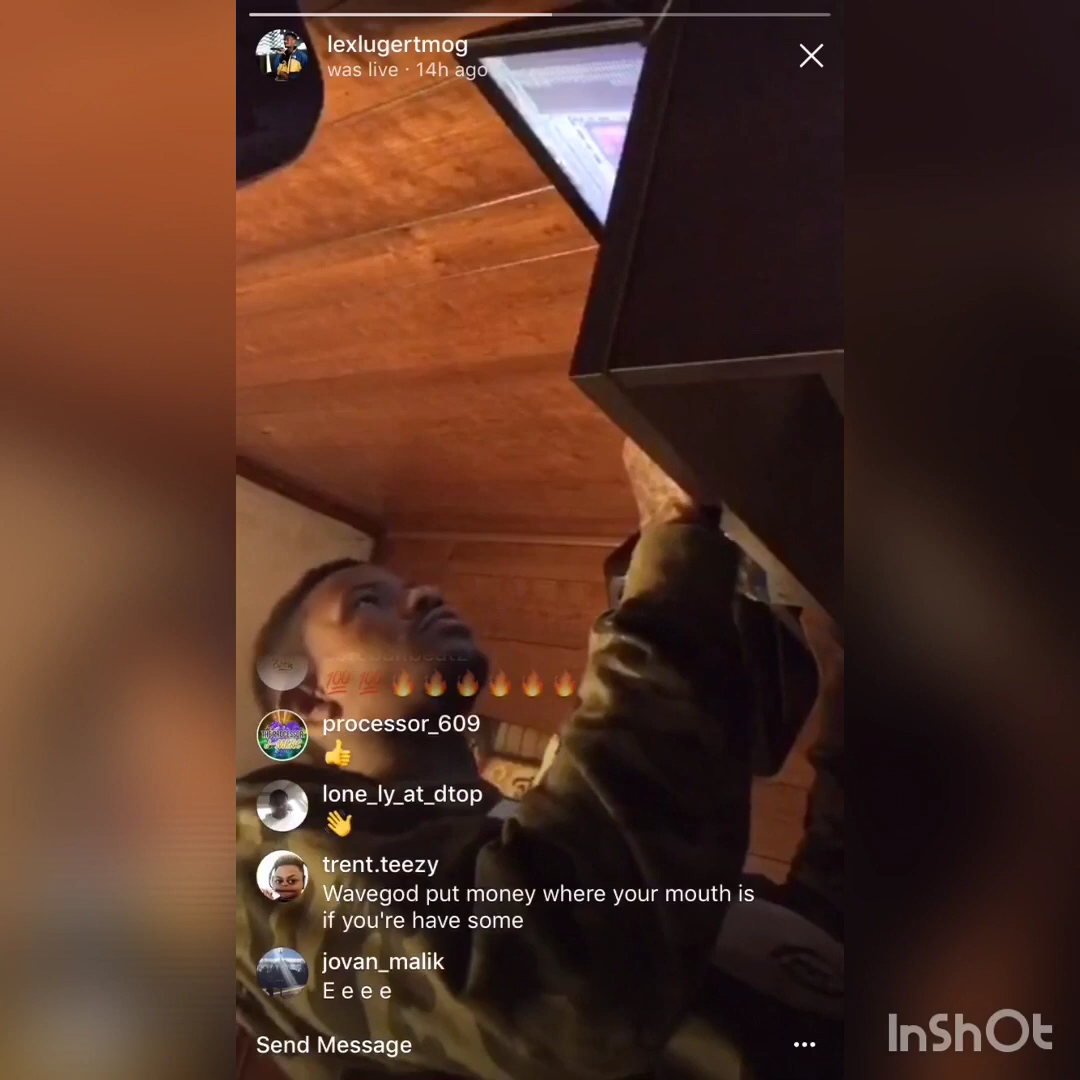 lexlugertmog
was live · 14h ago
💯 💯 🔥 🔥 🔥 🔥 🔥 🔥
processor_609
👍
lone_ly_at_dtop
👋
trent.teezy
Wavegod put money where your mouth is
if you're have some
jovan_malik
E e e e
Send Message
InShOt